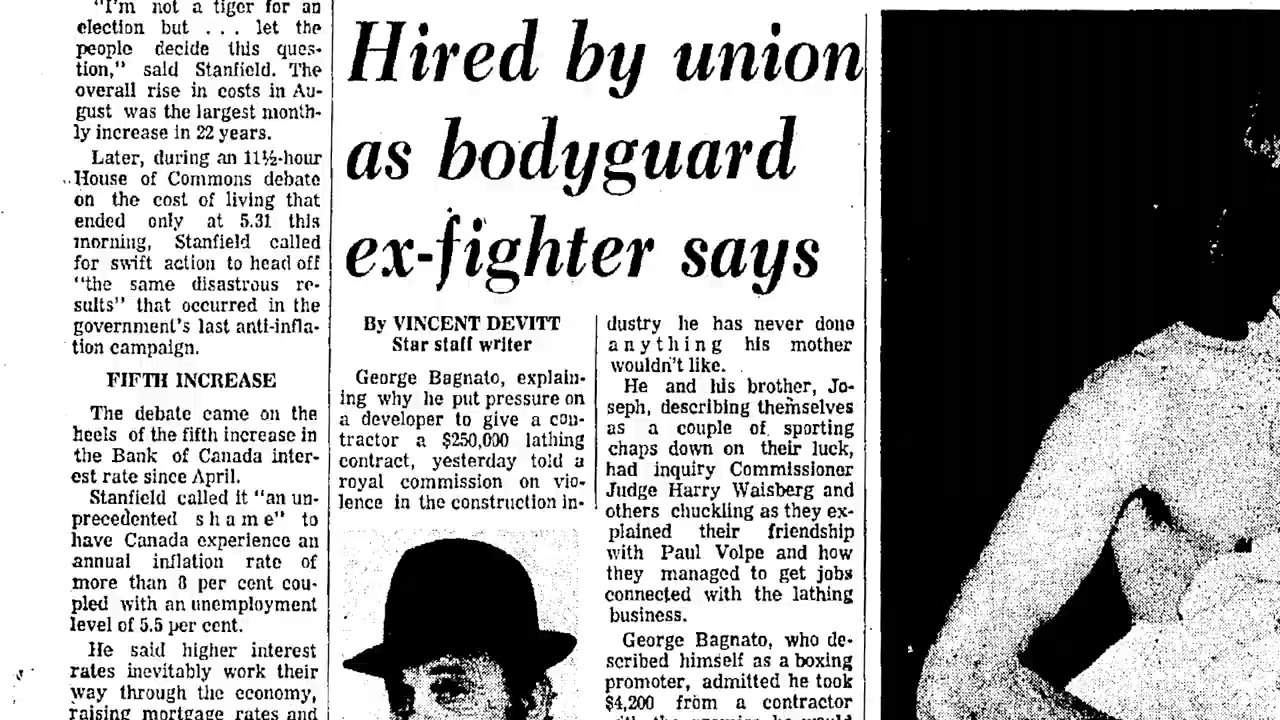 "I'm not a tiger for an
election but . . . let the
people decide this ques-
tion," said Stanfield. The
overall rise in costs in Au-
gust was the largest month-
ly increase in 22 years.
Later, during an 11½-hour
House of Commons debate
on the cost of living that
ended only at 5.31 this
morning, Stanfield called
for swift action to head off
"the same disastrous re-
sults" that occurred in the
government's last anti-infla-
tion campaign.
FIFTH INCREASE
The debate came on the
heels of the fifth increase in
the Bank of Canada inter-
est rate since April.
Stanfield called it "an un-
precedented shame" to
have Canada experience an
annual inflation rate of
more than 8 per cent cou-
pled with an unemployment
level of 5.5 per cent.
He said higher interest
rates inevitably work their
way through the economy,
raising mortgage rates and
Hired by union
as bodyguard
ex-fighter says
By VINCENT DEVITT
Star staff writer
George Bagnato, explain-
ing why he put pressure on
a developer to give a con-
tractor a $250,000 lathing
contract, yesterday told a
royal commission on vio-
lence in the construction in-
dustry he has never done
anything his mother
wouldn't like.
He and his brother, Jo-
seph, describing themselves
as a couple of sporting
chaps down on their luck,
had inquiry Commissioner
Judge Harry Waisberg and
others chuckling as they ex-
plained their friendship
with Paul Volpe and how
they managed to get jobs
connected with the lathing
business.
George Bagnato, who de-
scribed himself as a boxing
promoter, admitted he took
$4,200 from a contractor